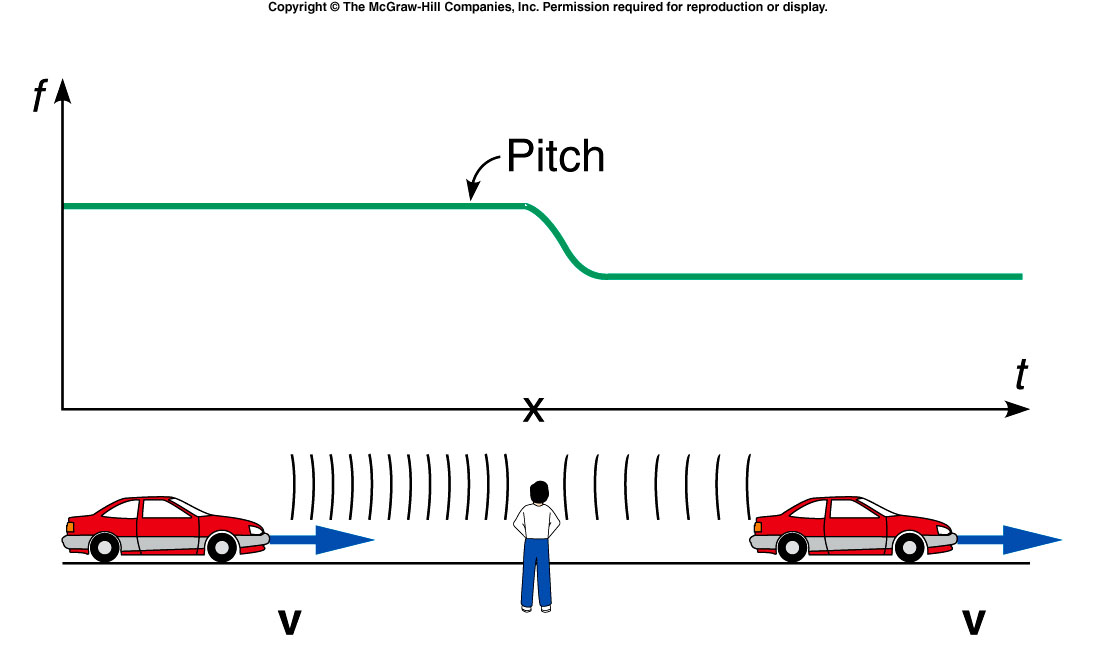 Copyright © The McGraw-Hill Companies, Inc. Permission required for reproduction or display.
f
Pitch
t
x
v
v